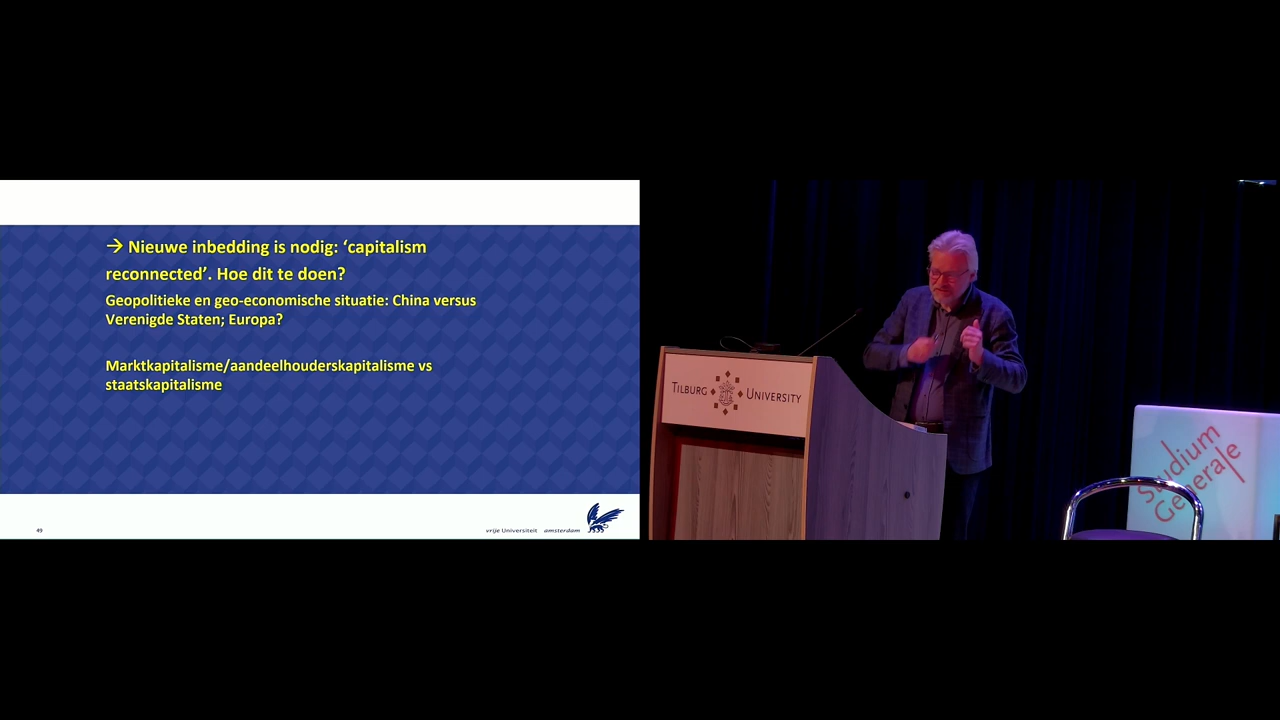 → Nieuwe inbedding is nodig: ‘capitalism
reconnected’. Hoe dit te doen?
Geopolitieke en geo-economische situatie: China versus
Verenigde Staten; Europa?
Marktkapitalisme/aandeelhouderskapitalisme vs
staatskapitalisme
49
vrije Universiteit amsterdam
TILBURG UNIVERSITY
Studium
Generale